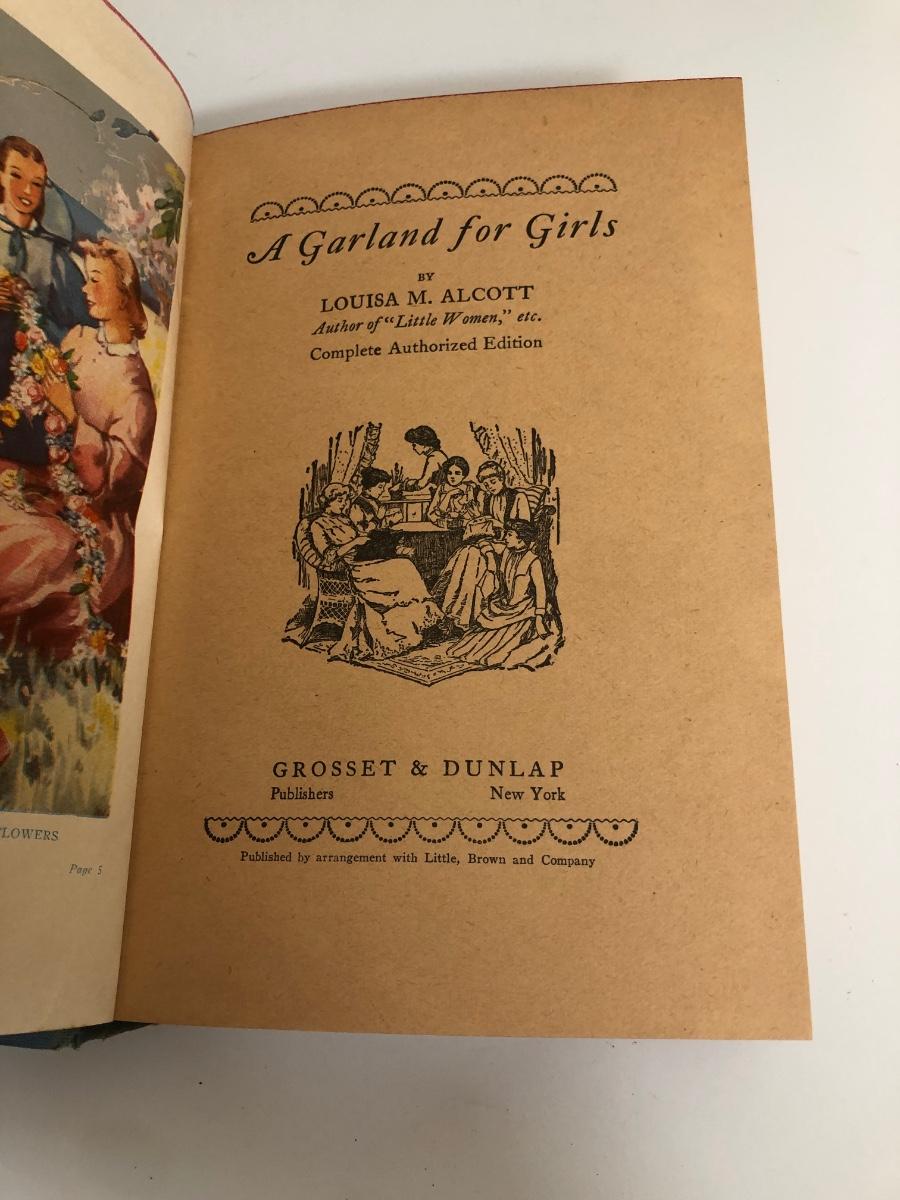 LOWERS
Page 5
A Garland for Girls
BY
LOUISA M. ALCOTT
Author of "Little Women," etc.
Complete Authorized Edition
GROSSET & DUNLAP
Publishers New York
Published by arrangement with Little, Brown and Company